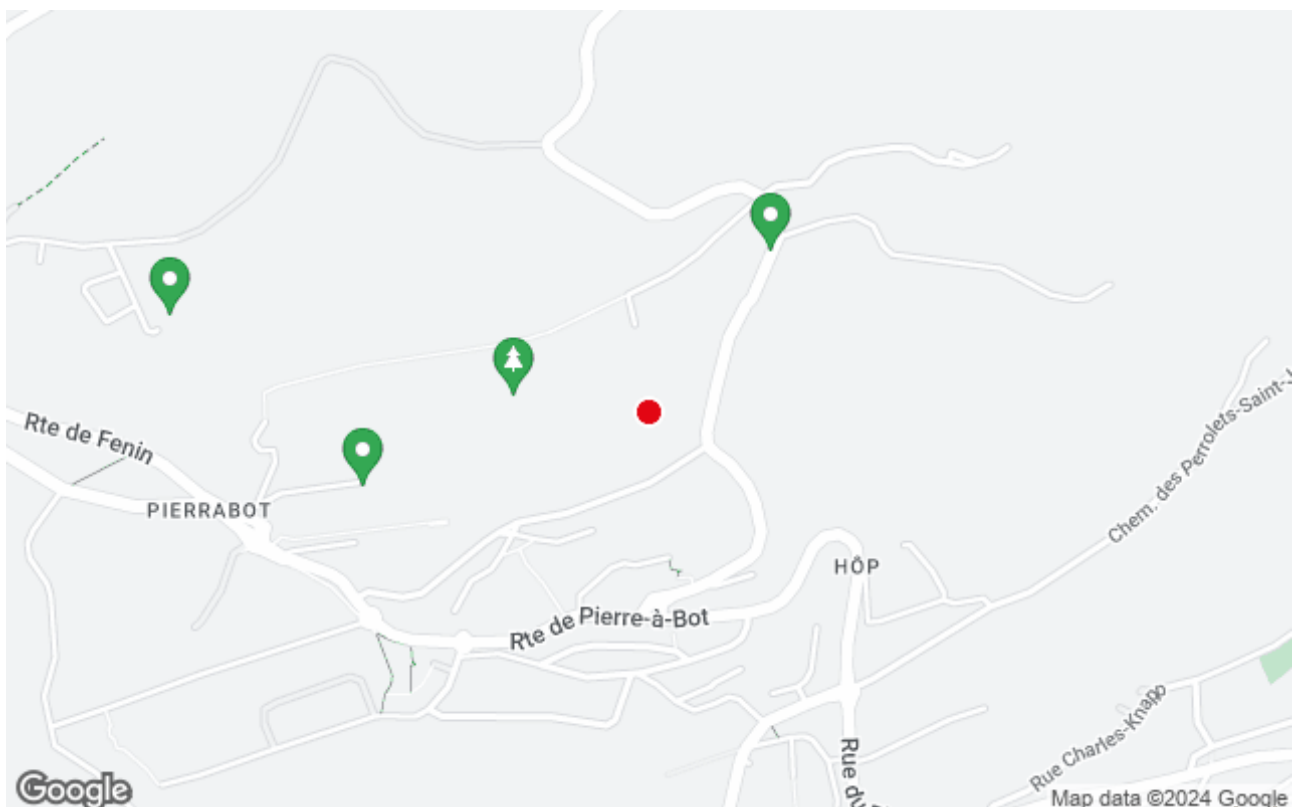 Rte de Fenin
PIERRABOT
HÔP
Chem. des Perrolets-Saint-J
Rte de Pierre-à-Bot
Rue Charles-Knapp
Rue du
Google
Map data ©2024 Google